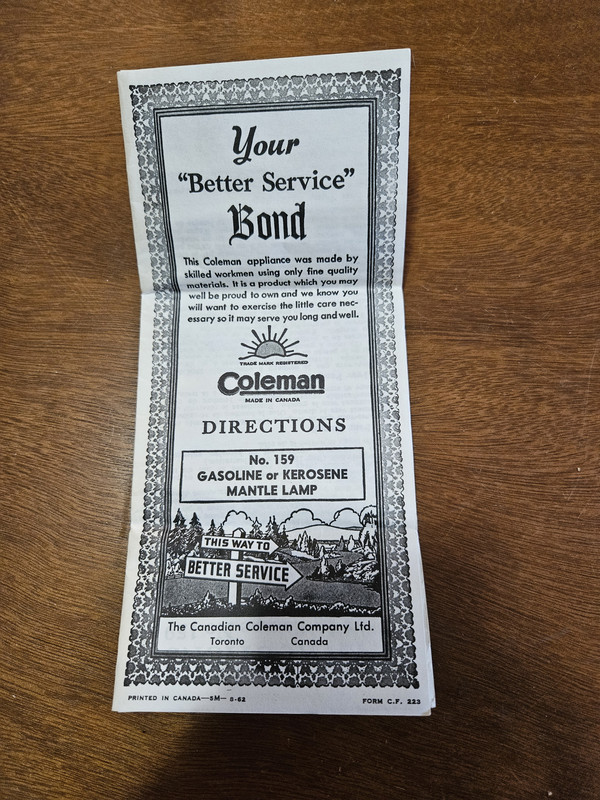 Your
“Better Service”
Bond
This Coleman appliance was made by
skilled workmen using only fine quality
materials. It is a product which you may
well be proud to own and we know you
will want to exercise the little care nec-
essary so it may serve you long and well.
TRADE MARK REGISTERED
Coleman
MADE IN CANADA
DIRECTIONS
No. 159
GASOLINE or KEROSENE
MANTLE LAMP
THIS WAY TO
BETTER SERVICE
The Canadian Coleman Company Ltd.
Toronto Canada
PRINTED IN CANADA—5M— 5-62 FORM C.F. 223